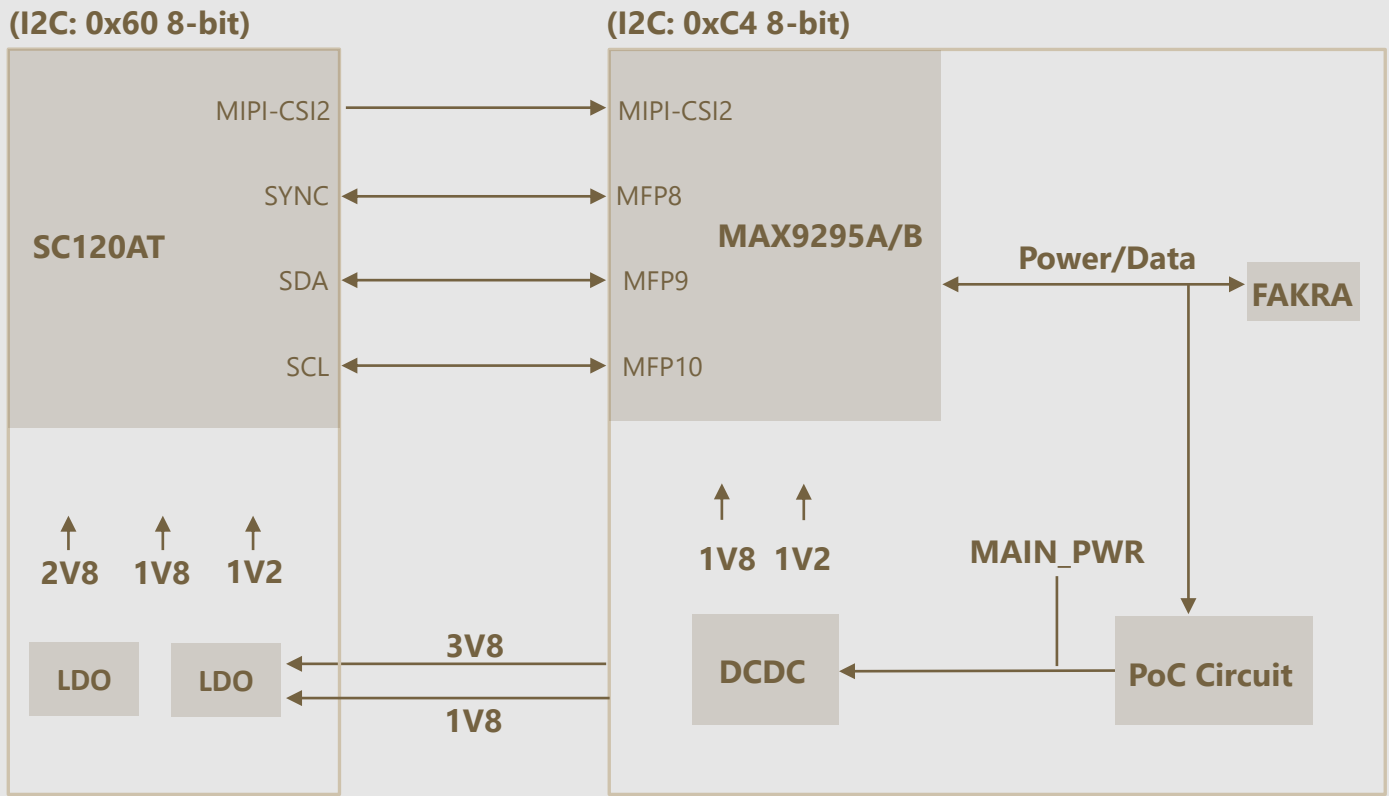 (I2C: 0x60 8-bit)
(I2C: 0xC4 8-bit)
MIPI-CSI2
MIPI-CSI2
SYNC
MFP8
SC120AT
MAX9295A/B
SDA
MFP9
Power/Data
FAKRA
SCL
MFP10
2V8
1V8
1V2
1V8
1V2
MAIN_PWR
LDO
LDO
3V8
1V8
DCDC
PoC Circuit